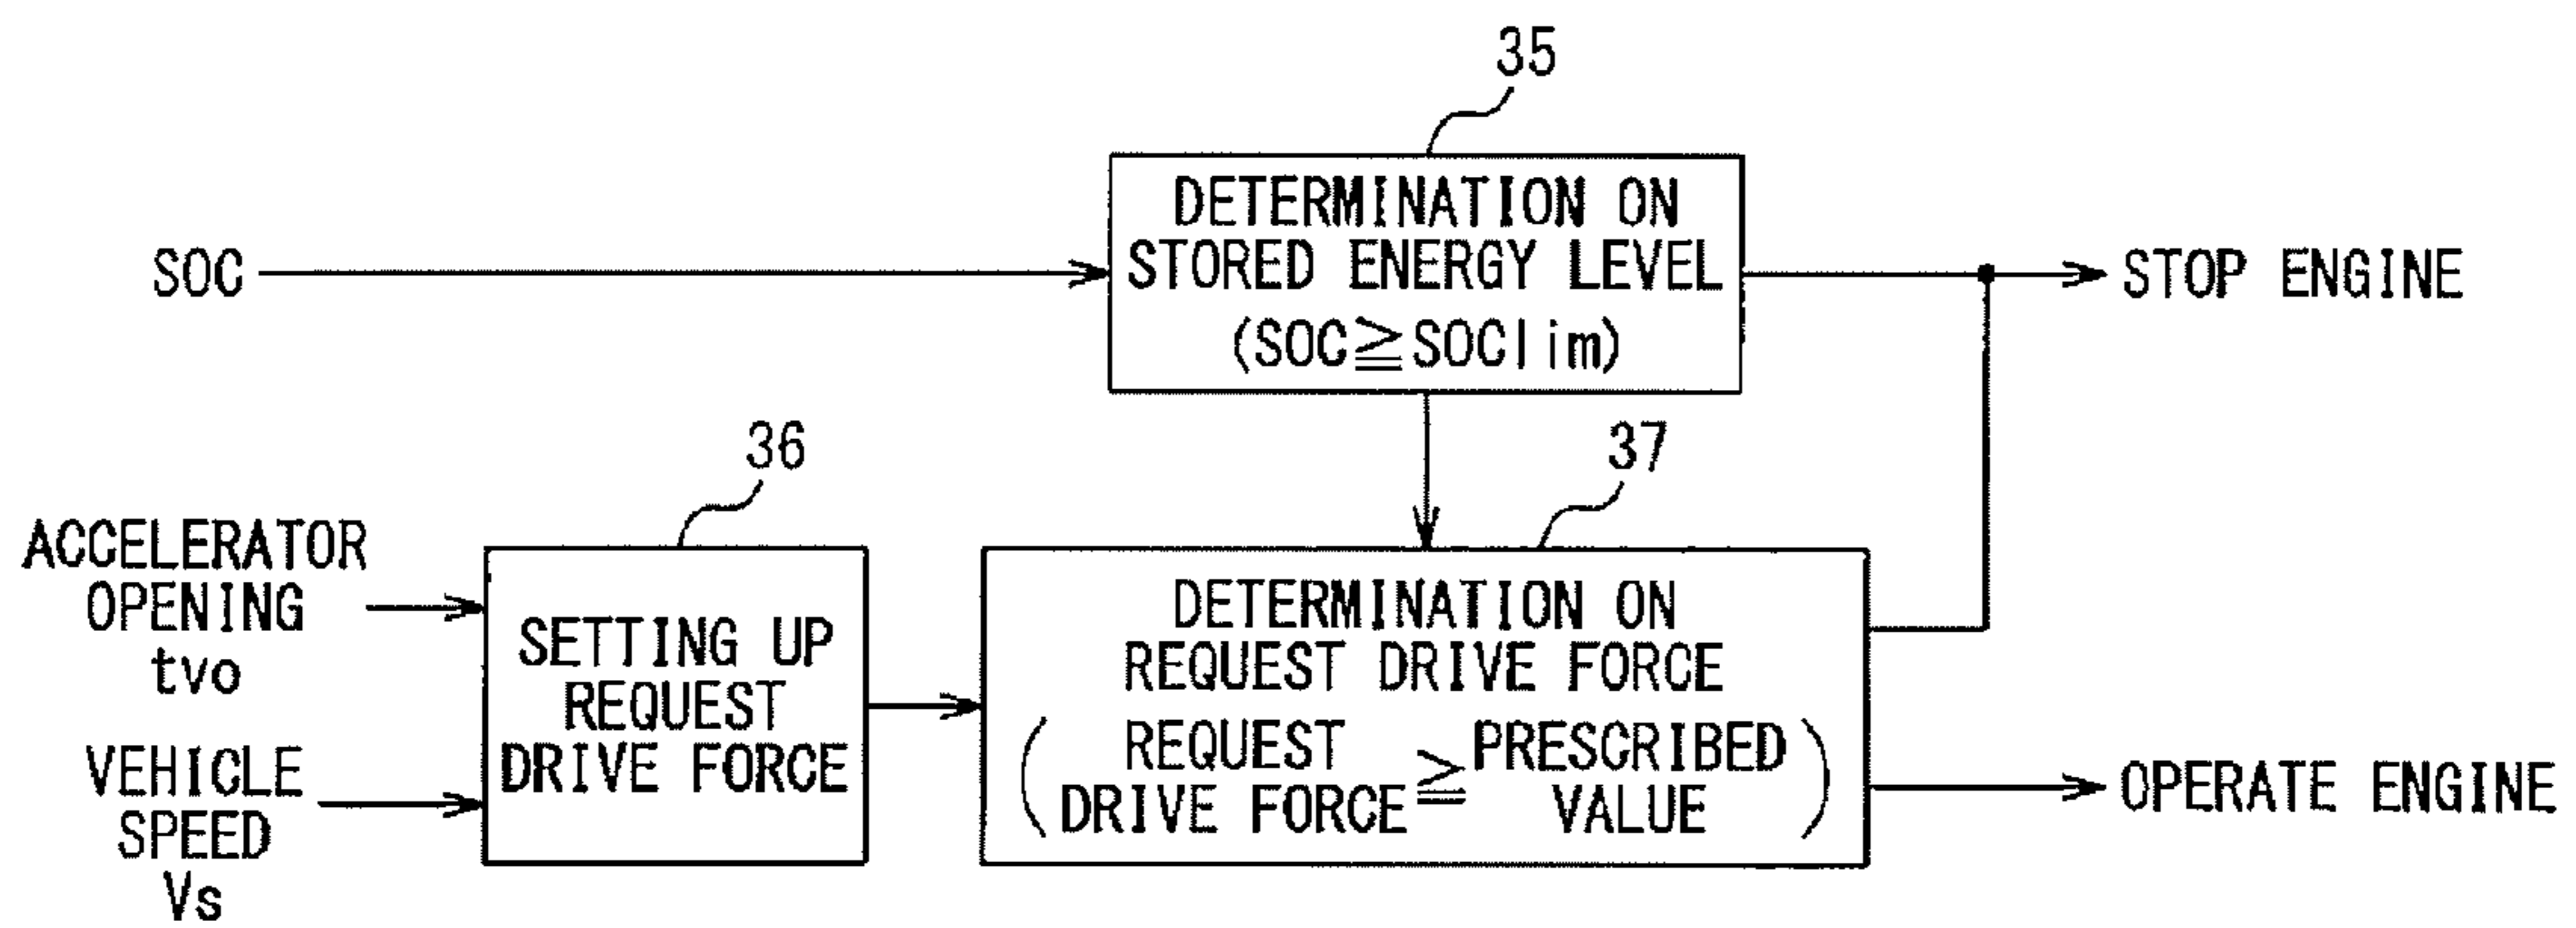 35
DETERMINATION ON
STORED ENERGY LEVEL
(SOC≧SOClim)
SOC
STOP ENGINE
36
37
ACCELERATOR
OPENING
tvo
VEHICLE
SPEED
Vs
SETTING UP
REQUEST
DRIVE FORCE
DETERMINATION ON
REQUEST DRIVE FORCE
(REQUEST DRIVE FORCE≧PRESCRIBED VALUE)
OPERATE ENGINE